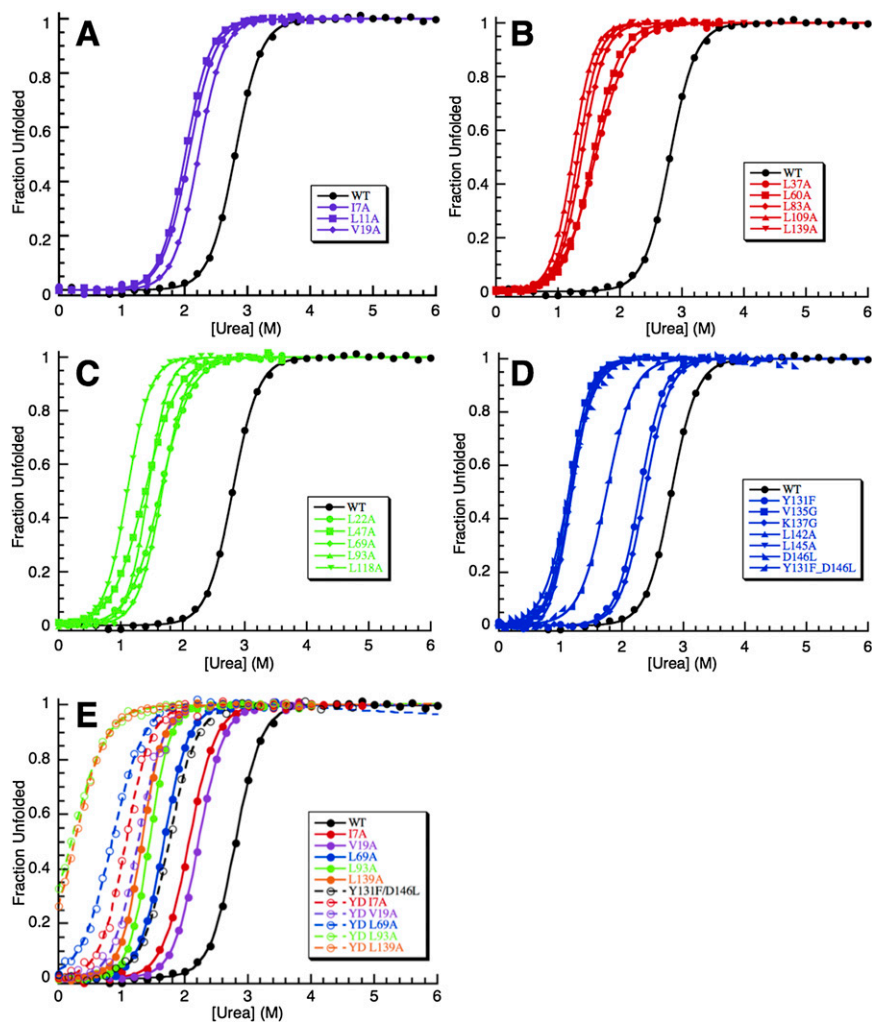 A
Fraction Unfolded
1
0.8
0.6
0.4
0.2
0
WT
I7A
L11A
V19A
0 1 2 3 4 5 6
[Urea] (M)
B
Fraction Unfolded
1
0.8
0.6
0.4
0.2
0
WT
L37A
L60A
L83A
L109A
L139A
0 1 2 3 4 5 6
[Urea] (M)
C
Fraction Unfolded
1
0.8
0.6
0.4
0.2
0
WT
L22A
L47A
L69A
L93A
L118A
0 1 2 3 4 5 6
[Urea] (M)
D
Fraction Unfolded
1
0.8
0.6
0.4
0.2
0
WT
Y131F
V135G
K137G
L142A
L145A
D146L
Y131F_D146L
0 1 2 3 4 5 6
[Urea] (M)
E
Fraction Unfolded
1
0.8
0.6
0.4
0.2
0
WT
I7A
V19A
L69A
L93A
L139A
Y131F/D146L
YD I7A
YD V19A
YD L69A
YD L93A
YD L139A
0 1 2 3 4 5 6
[Urea] (M)